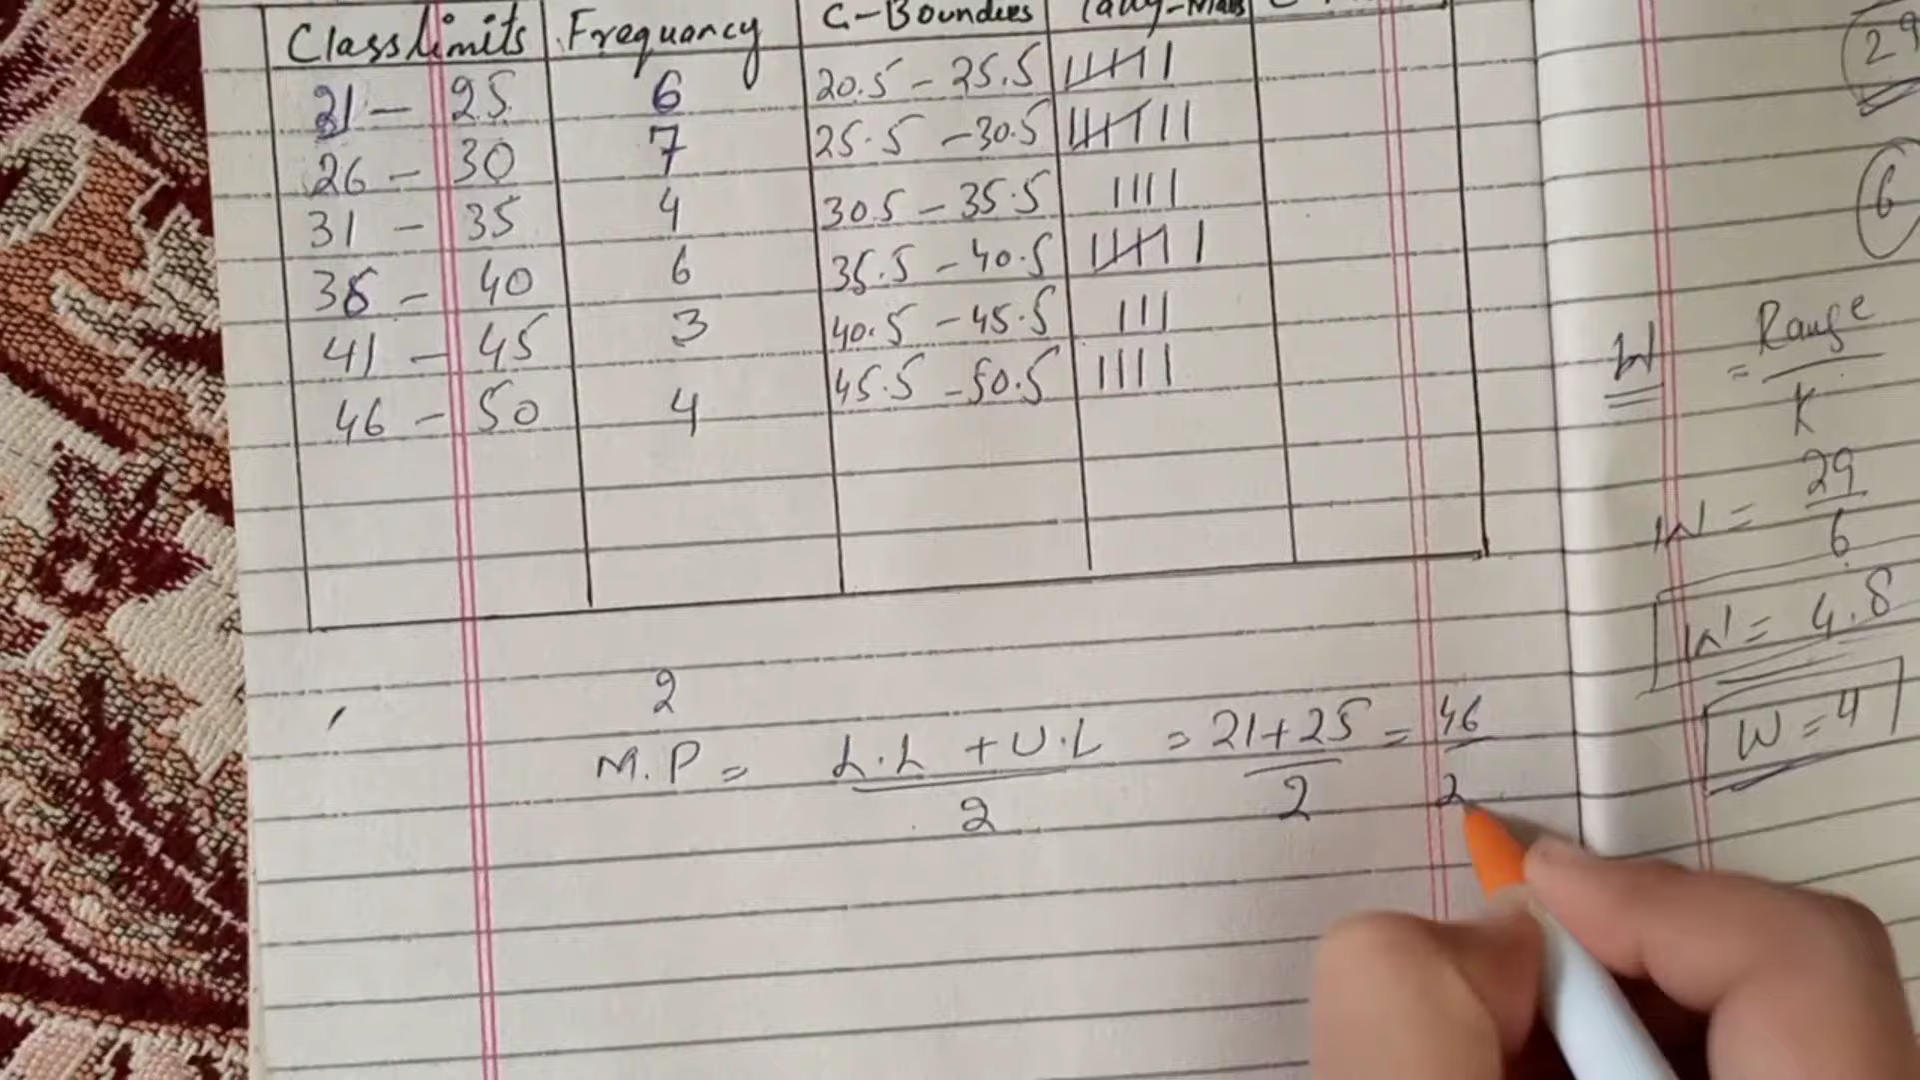 Class limits Frequancy C-Boundies
21 - 25 6 20.5 - 25.5
26 - 30 7 25.5 - 30.5
31 - 35 4 30.5 - 35.5
36 - 40 6 35.5 - 40.5
41 - 45 3 40.5 - 45.5
46 - 50 4 45.5 - 50.5
2
M.P = L.L + U.L / 2 = 21+25 / 2 = 46 / 2
29
6
W = Range / K
W = 29 / 6
W = 4.8
W = 4